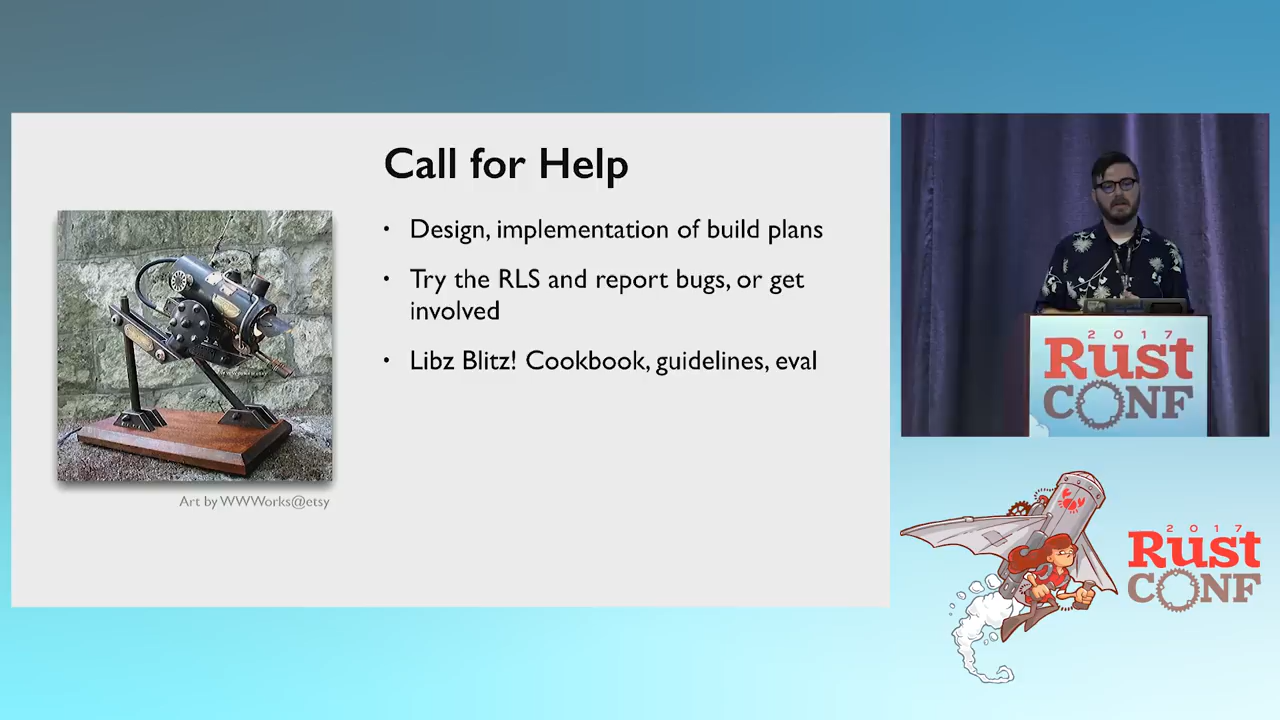 Call for Help
• Design, implementation of build plans
• Try the RLS and report bugs, or get
involved
• Libz Blitz! Cookbook, guidelines, eval
Art by WWWorks@etsy
2017
Rust
CONF
2017
Rust
CONF